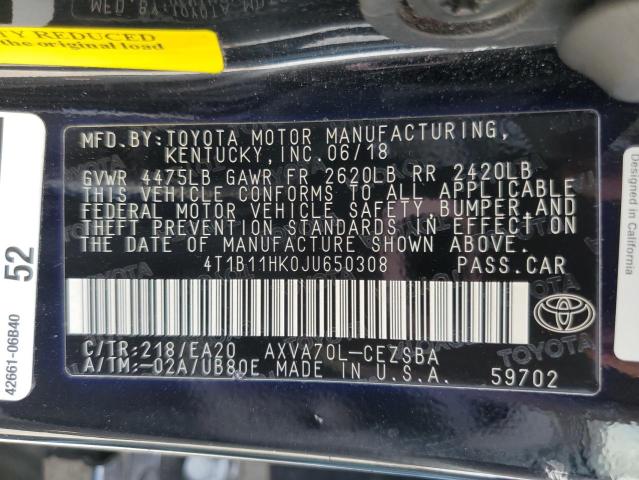 TY REDUCED
the original load
MFD.BY:TOYOTA MOTOR MANUFACTURING,
KENTUCKY,INC.06/18
GVWR 4475LB GAWR FR 2620LB RR 2420LB
THIS VEHICLE CONFORMS TO ALL APPLICABLE
FEDERAL MOTOR VEHICLE SAFETY,BUMPER,AND
THEFT PREVENTION STANDARDS IN EFFECT ON
THE DATE OF MANUFACTURE SHOWN ABOVE.
4T1B11HK0JU650308 PASS.CAR
C/TR:218/EA20 AXVA70L-CEZSBA
A/TM:-02A/UB80E MADE IN U.S.A. 59702
TOYOTA
52
42661-06B40
Designed
in California